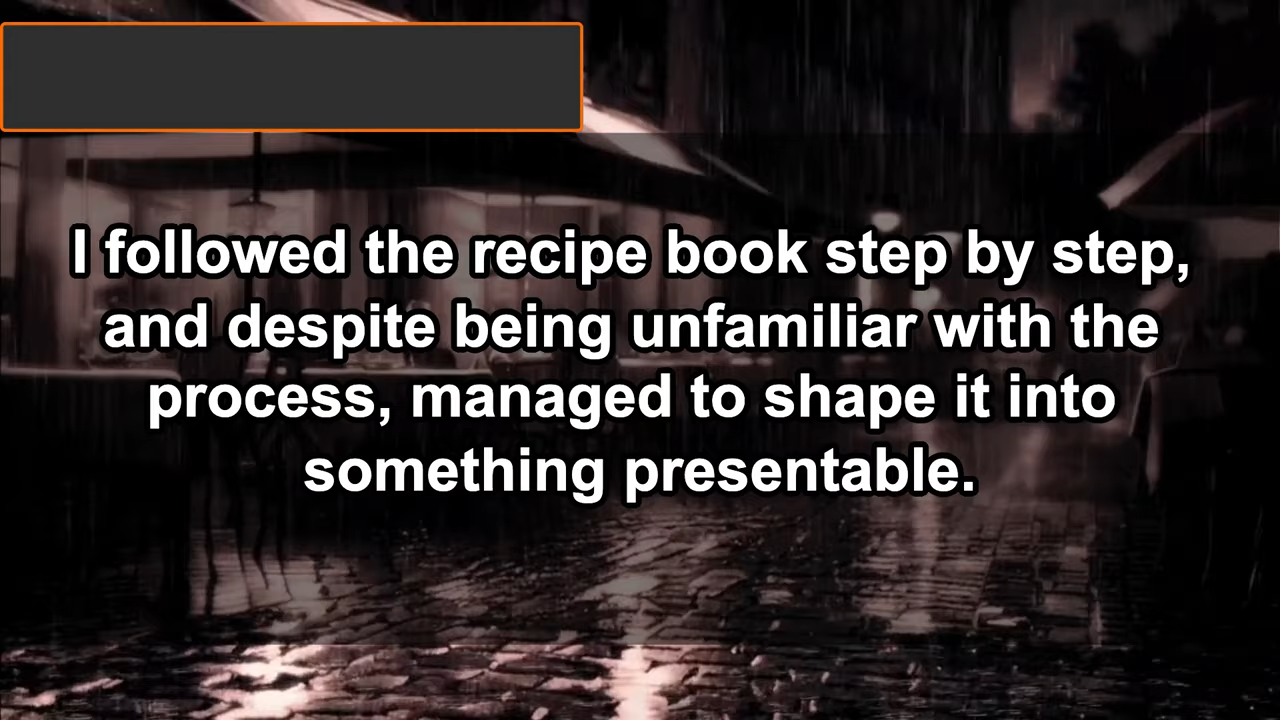 I followed the recipe book step by step,
and despite being unfamiliar with the
process, managed to shape it into
something presentable.